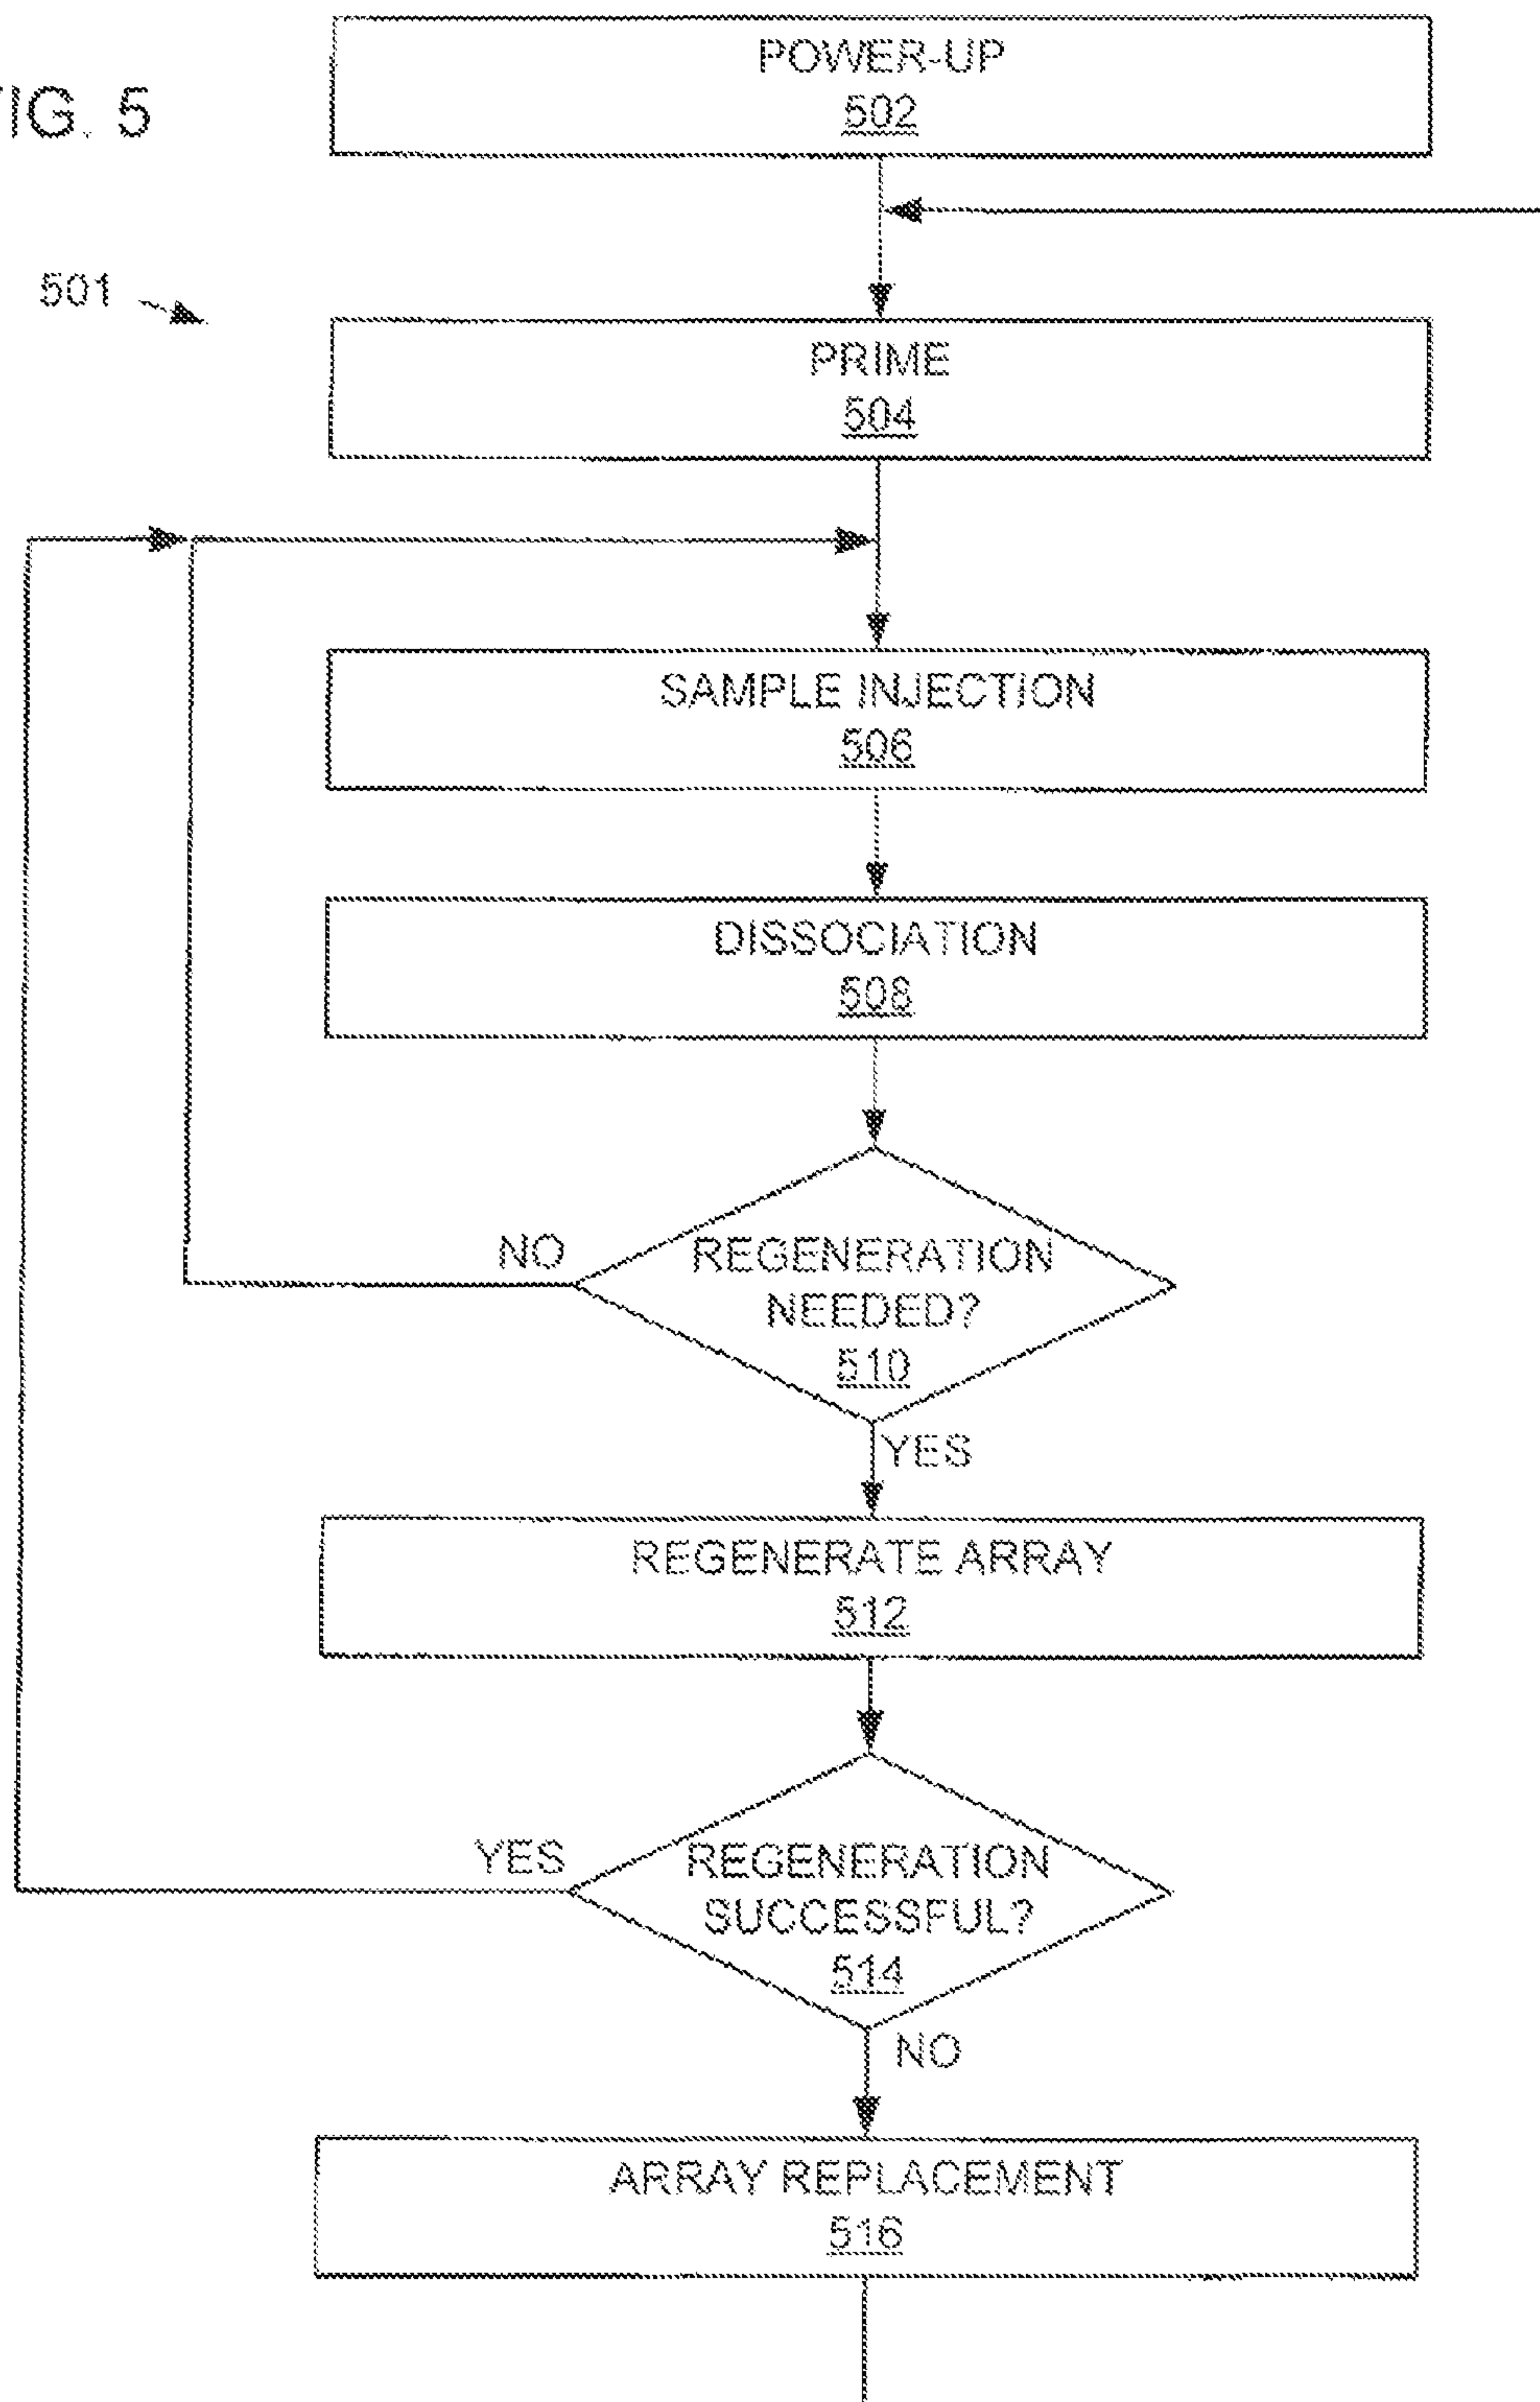 FIG. 5
POWER-UP
502
501
PRIME
504
SAMPLE INJECTION
506
DISSOCIATION
508
NO
REGENERATION
NEEDED?
510
YES
REGENERATE ARRAY
512
YES
REGENERATION
SUCCESSFUL?
514
NO
ARRAY REPLACEMENT
516